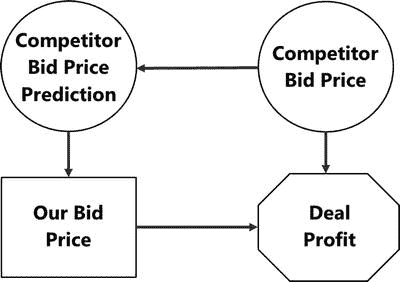 Competitor
Bid Price
Prediction
Competitor
Bid Price
Our Bid
Price
Deal
Profit